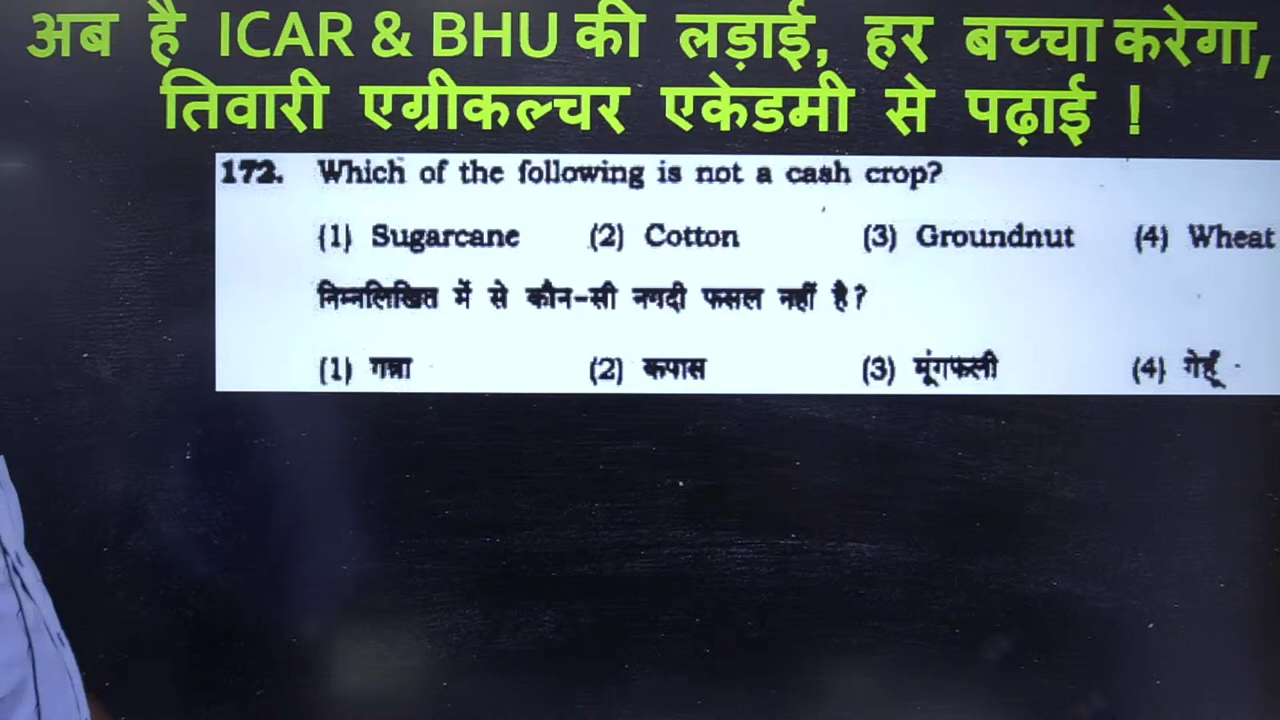 अब है ICAR & BHU की लड़ाई, हर बच्चा करेगा,
तिवारी एग्रीकल्चर एकेडमी से पढ़ाई !
172. Which of the following is not a cash crop?
(1) Sugarcane (2) Cotton (3) Groundnut (4) Wheat
निम्नलिखित में से कौन-सी नगदी फसल नहीं है?
(1) गन्ना (2) कपास (3) मूंगफली (4) गेहूँ